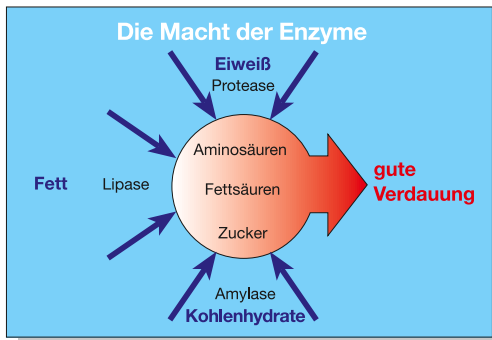 Die Macht der Enzyme
Eiweiß
Protease
Aminosäuren
Fett
Lipase
Fettsäuren
gute
Verdauung
Zucker
Amylase
Kohlenhydrate